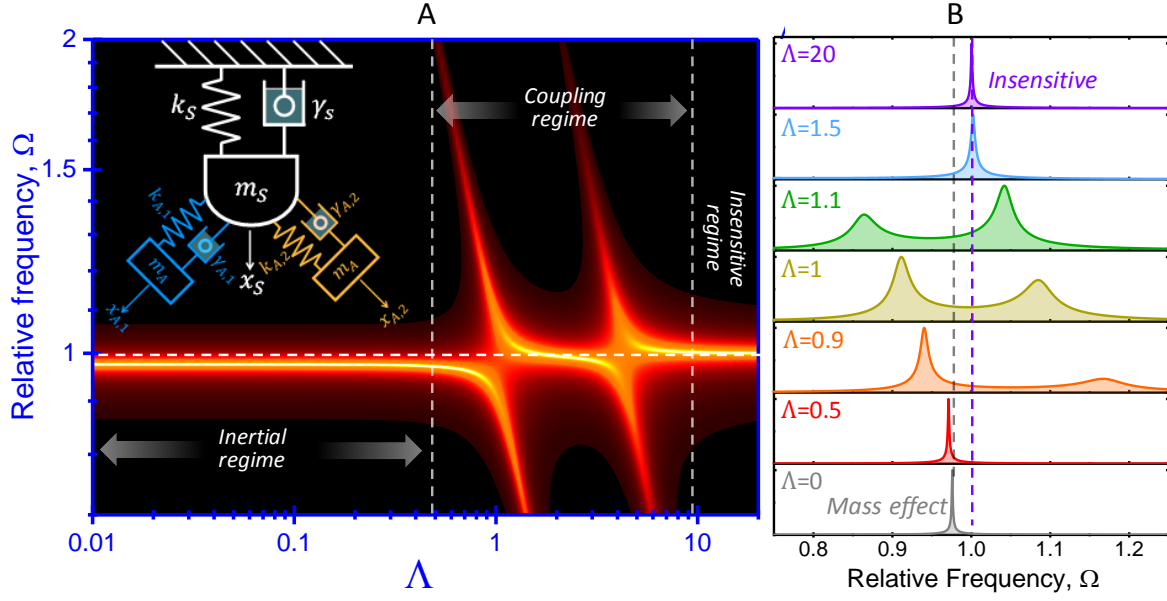 A
2
1.5
1
Relative frequency, Ω
k_S
γ_S
m_S
k_A,1
γ_A,1
m_A
x_A,1
x_S
k_A,2
γ_A,2
m_A
x_A,2
Coupling
regime
Insensitive
regime
Inertial
regime
0.01
0.1
1
10
Λ
B
Λ=20
Insensitive
Λ=1.5
Λ=1.1
Λ=1
Λ=0.9
Λ=0.5
Λ=0
Mass effect
0.8
0.9
1.0
1.1
1.2
Relative Frequency, Ω